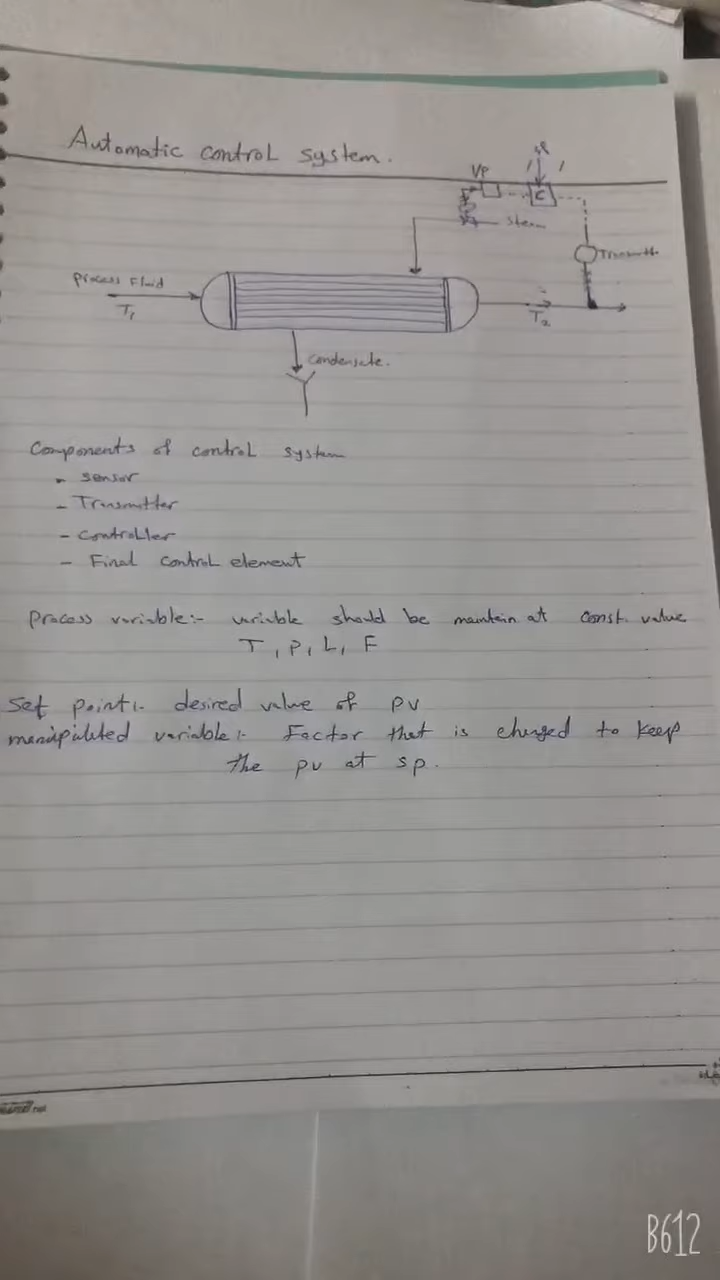 Automatic control system.
SP
VP
C
steam
Transmitter
Process Fluid
T1
T2
Condensate.
Components of control system
- sensor
- Transmitter
- Controller
- Final control element
Process variable:- variable should be maintain at const. value
T, P, L, F
Set point:- desired value of PV
manipulated variable:- Factor that is changed to keep
the pv at sp.
B612